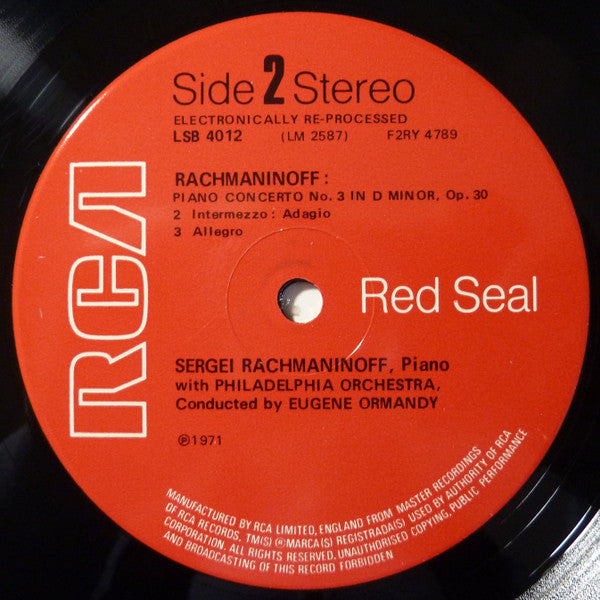 Side 2 Stereo
ELECTRONICALLY RE-PROCESSED
LSB 4012 (LM 2587) F2RY 4789
RACHMANINOFF:
PIANO CONCERTO No. 3 IN D MINOR, Op. 30
2 Intermezzo: Adagio
3 Allegro
RCA
Red Seal
SERGEI RACHMANINOFF, Piano
with PHILADELPHIA ORCHESTRA,
Conducted by EUGENE ORMANDY
℗1971
MANUFACTURED BY RCA LIMITED, ENGLAND FROM MASTER RECORDINGS
OF RCA RECORDS. TM(S) ® MARCA(S) REGISTRADA(S) USED BY AUTHORITY OF RCA
CORPORATION. ALL RIGHTS RESERVED. UNAUTHORISED COPYING, PUBLIC PERFORMANCE
AND BROADCASTING OF THIS RECORD FORBIDDEN